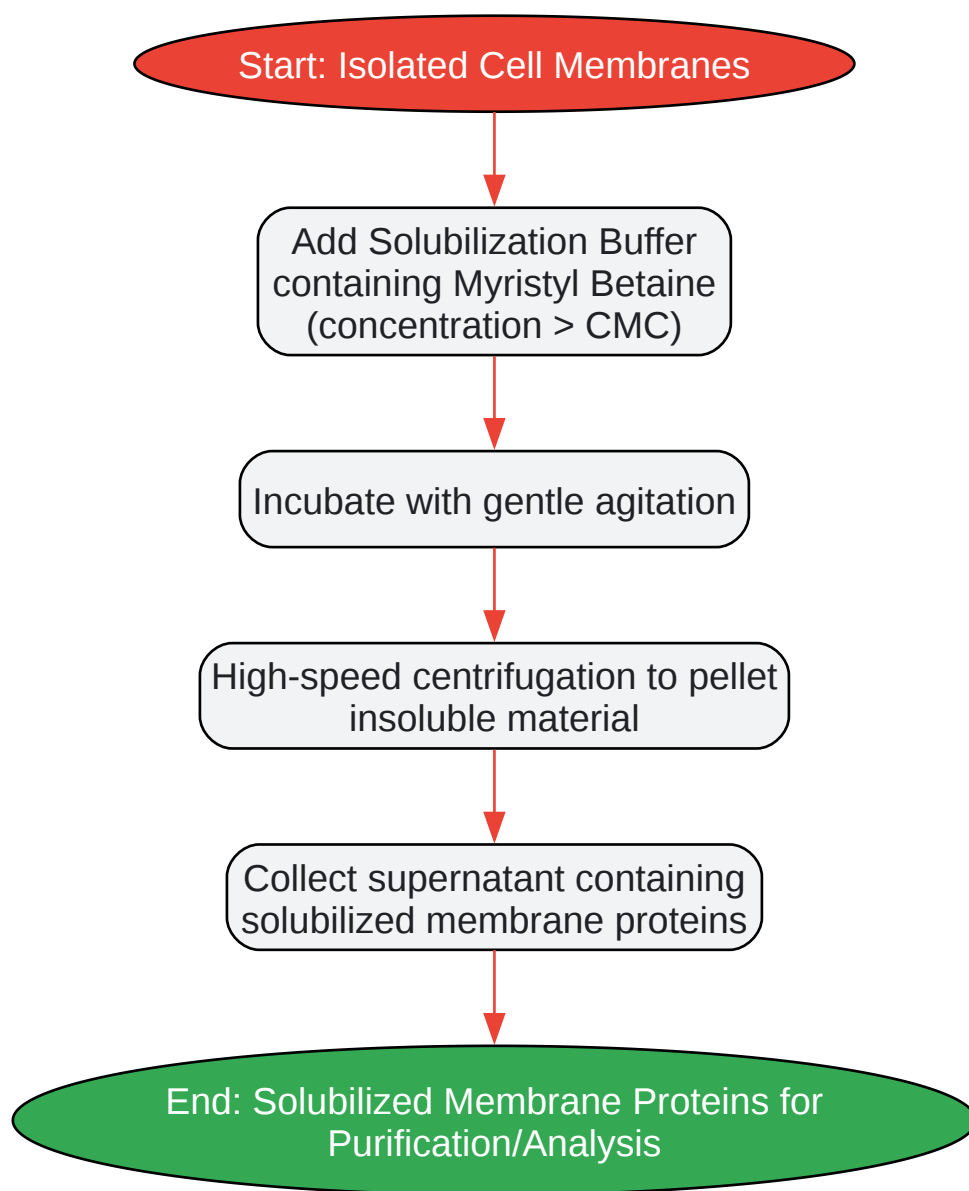 Start: Isolated Cell Membranes
Add Solubilization Buffer
containing Myristyl Betaine
(concentration > CMC)
Incubate with gentle agitation
High-speed centrifugation to pellet
insoluble material
Collect supernatant containing
solubilized membrane proteins
End: Solubilized Membrane Proteins for
Purification/Analysis